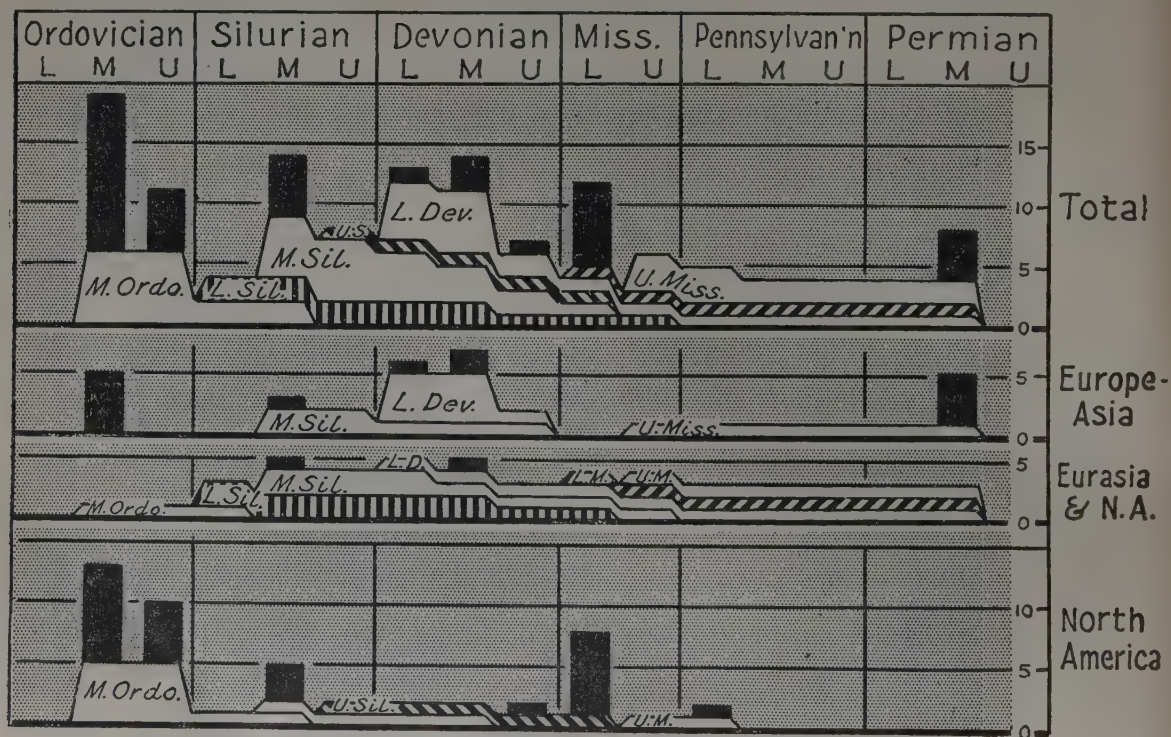 Ordovician Silurian Devonian Miss. Pennsylvan'n Permian
L M U L M U L M U L U L M U L M U
15
10
5
0
Total
M. Ordo.
L. Sil.
M. Sil.
U.S.
L. Dev.
U. Miss.
5
0
Europe-
Asia
M. Sil.
L. Dev.
U-Miss.
5
0
Eurasia
& N.A.
M. Ordo.
L. Sil.
M. Sil.
L-D.
L-M.
U-M.
10
5
0
North
America
M. Ordo.
U-Sil.
U-M.